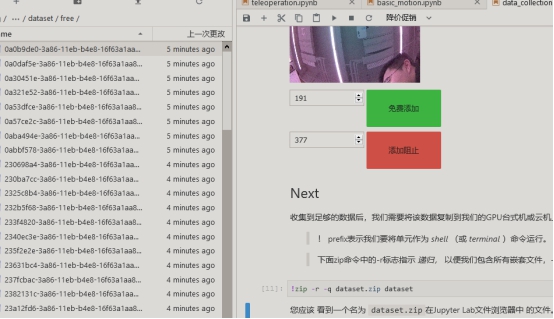 teleoperation.ipynb
basic_motion.ipynb
data_collection
/ ··· / dataset / free /
上一次更改
0a0b9de0-3a86-11eb-b4e8-16f63a1aa... 5 minutes ago
0a0daf5e-3a86-11eb-b4e8-16f63a1aa8... 5 minutes ago
0a30451e-3a86-11eb-b4e8-16f63a1aa8... 5 minutes ago
0a321e52-3a86-11eb-b4e8-16f63a1aa8... 5 minutes ago
0a53dfce-3a86-11eb-b4e8-16f63a1aa8... 5 minutes ago
0a57ce2c-3a86-11eb-b4e8-16f63a1aa8... 5 minutes ago
0aba494e-3a86-11eb-b4e8-16f63a1aa8... 5 minutes ago
0abbf578-3a86-11eb-b4e8-16f63a1aa8... 5 minutes ago
230698a4-3a86-11eb-b4e8-16f63a1aa8... 4 minutes ago
230ba7cc-3a86-11eb-b4e8-16f63a1aa8... 4 minutes ago
2325c8b4-3a86-11eb-b4e8-16f63a1aa8... 4 minutes ago
232b5f68-3a86-11eb-b4e8-16f63a1aa8... 4 minutes ago
233f4820-3a86-11eb-b4e8-16f63a1aa8... 4 minutes ago
2340ec3e-3a86-11eb-b4e8-16f63a1aa8... 4 minutes ago
235f2e2e-3a86-11eb-b4e8-16f63a1aa8... 4 minutes ago
23631bc4-3a86-11eb-b4e8-16f63a1aa8... 4 minutes ago
237fcbac-3a86-11eb-b4e8-16f63a1aa8... 4 minutes ago
2382131c-3a86-11eb-b4e8-16f63a1aa8... 4 minutes ago
23a12fd6-3a86-11eb-b4e8-16f63a1aa8... 4 minutes ago
降价促销
191
免费添加
377
添加阻止
Next
收集到足够的数据后，我们需要将该数据复制到我们的GPU台式机或云机
! prefix表示我们要将单元作为 shell （或 terminal ）命令运行。
下面zip命令中的-r标志指示 递归， 以便我们包含所有嵌套文件，-
[11]: !zip -r -q dataset.zip dataset
您应该 看到一个名为 dataset.zip 在Jupyter Lab文件浏览器中 的文件。